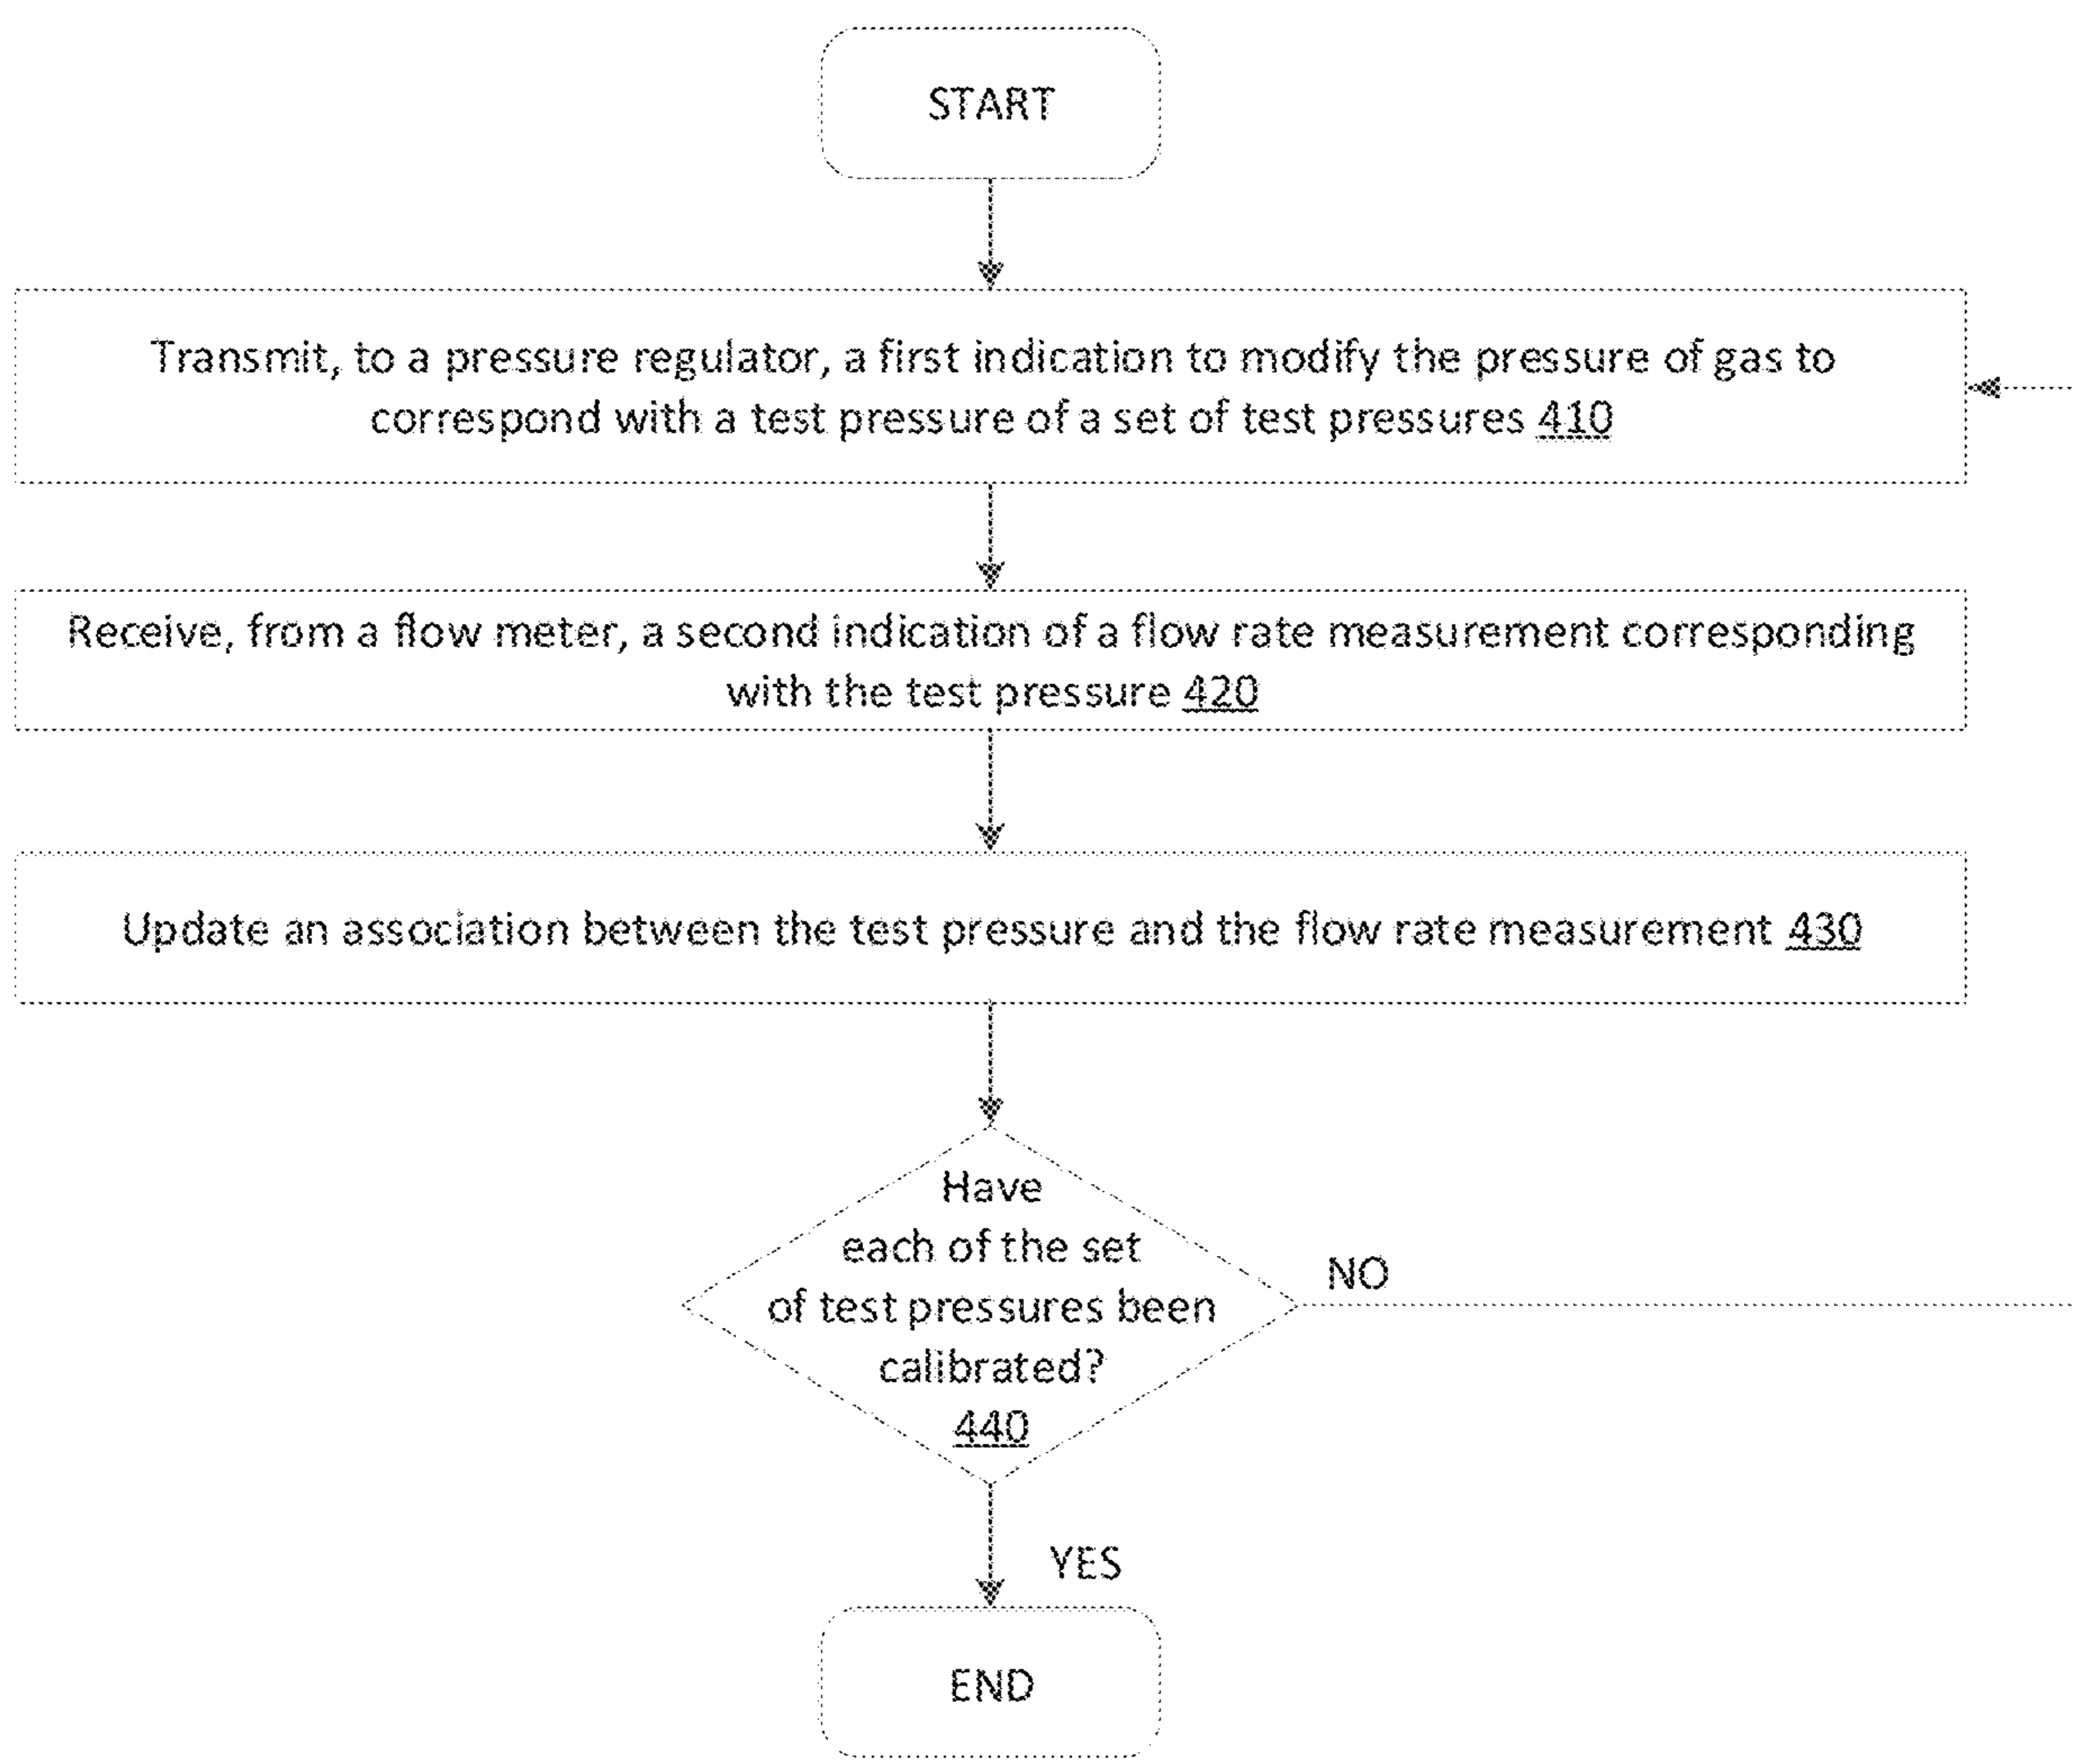 START
Transmit, to a pressure regulator, a first indication to modify the pressure of gas to
correspond with a test pressure of a set of test pressures 410
Receive, from a flow meter, a second indication of a flow rate measurement corresponding
with the test pressure 420
Update an association between the test pressure and the flow rate measurement 430
Have
each of the set
of test pressures been
calibrated?
440
NO
YES
END